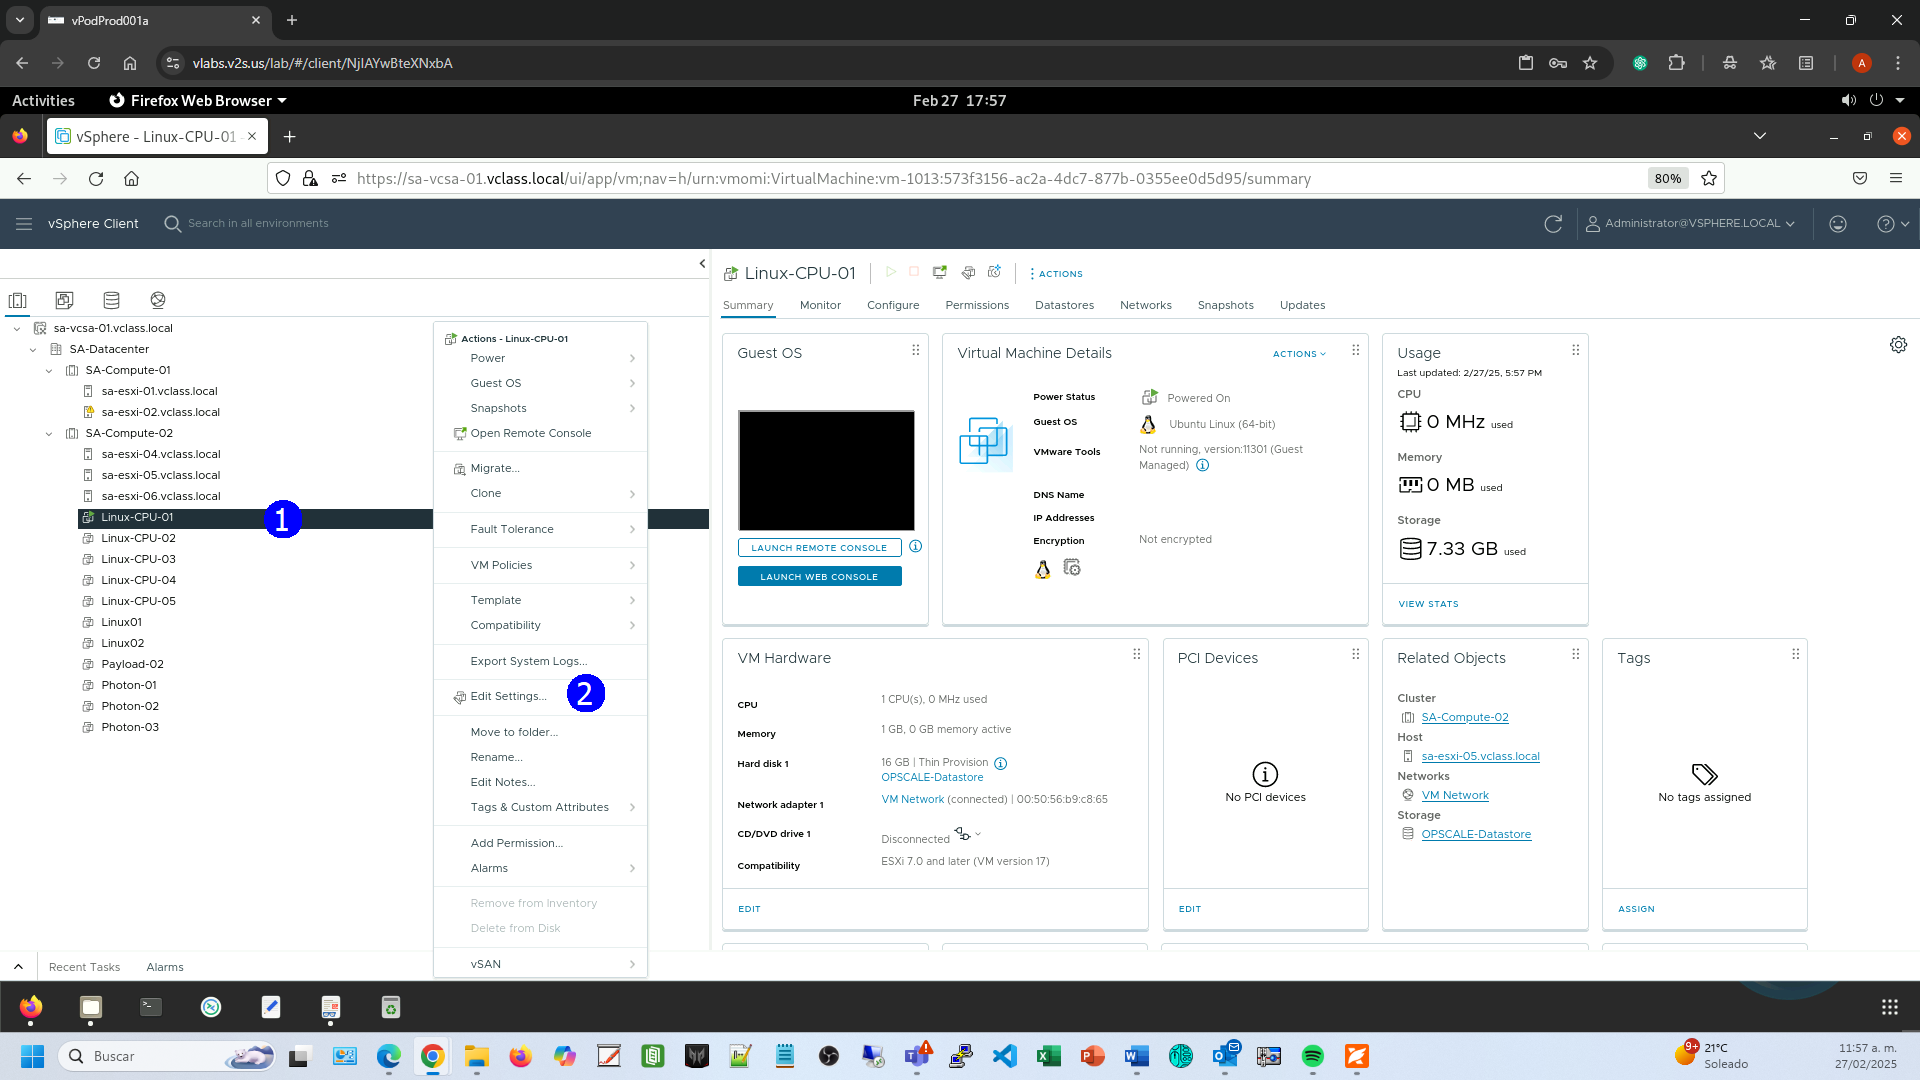 vPodProd001a
vlabs.v2s.us/lab/#/client/NjIAYwBteXNxbA
A
Activities
Firefox Web Browser
Feb 27 17:57
vSphere - Linux-CPU-01
https://sa-vcsa-01.vclass.local/ui/app/vm;nav=h/urn:vmomi:VirtualMachine:vm-1013:573f3156-ac2a-4dc7-877b-0355ee0d5d95/summary
80%
vSphere Client
Search in all environments
Administrator@VSPHERE.LOCAL
sa-vcsa-01.vclass.local
SA-Datacenter
SA-Compute-01
sa-esxi-01.vclass.local
sa-esxi-02.vclass.local
SA-Compute-02
sa-esxi-04.vclass.local
sa-esxi-05.vclass.local
sa-esxi-06.vclass.local
Linux-CPU-01
1
Linux-CPU-02
Linux-CPU-03
Linux-CPU-04
Linux-CPU-05
Linux01
Linux02
Payload-02
Photon-01
Photon-02
Photon-03
Actions - Linux-CPU-01
Power
Guest OS
Snapshots
Open Remote Console
Migrate...
Clone
Fault Tolerance
VM Policies
Template
Compatibility
Export System Logs...
Edit Settings...
2
Move to folder...
Rename...
Edit Notes...
Tags & Custom Attributes
Add Permission...
Alarms
Remove from Inventory
Delete from Disk
vSAN
Linux-CPU-01
ACTIONS
Summary
Monitor
Configure
Permissions
Datastores
Networks
Snapshots
Updates
Guest OS
LAUNCH REMOTE CONSOLE
LAUNCH WEB CONSOLE
Virtual Machine Details
ACTIONS
Power Status
Powered On
Guest OS
Ubuntu Linux (64-bit)
VMware Tools
Not running, version:11301 (Guest
Managed)
DNS Name
IP Addresses
Encryption
Not encrypted
Usage
Last updated: 2/27/25, 5:57 PM
CPU
0 MHz used
Memory
0 MB used
Storage
7.33 GB used
VIEW STATS
VM Hardware
CPU
1 CPU(s), 0 MHz used
Memory
1 GB, 0 GB memory active
Hard disk 1
16 GB | Thin Provision
OPSCALE-Datastore
Network adapter 1
VM Network (connected) | 00:50:56:b9:c8:65
CD/DVD drive 1
Disconnected
Compatibility
ESXi 7.0 and later (VM version 17)
EDIT
PCI Devices
No PCI devices
EDIT
Related Objects
Cluster
SA-Compute-02
Host
sa-esxi-05.vclass.local
Networks
VM Network
Storage
OPSCALE-Datastore
Tags
No tags assigned
ASSIGN
Recent Tasks
Alarms
Buscar
9+
21°C
Soleado
11:57 a. m.
27/02/2025